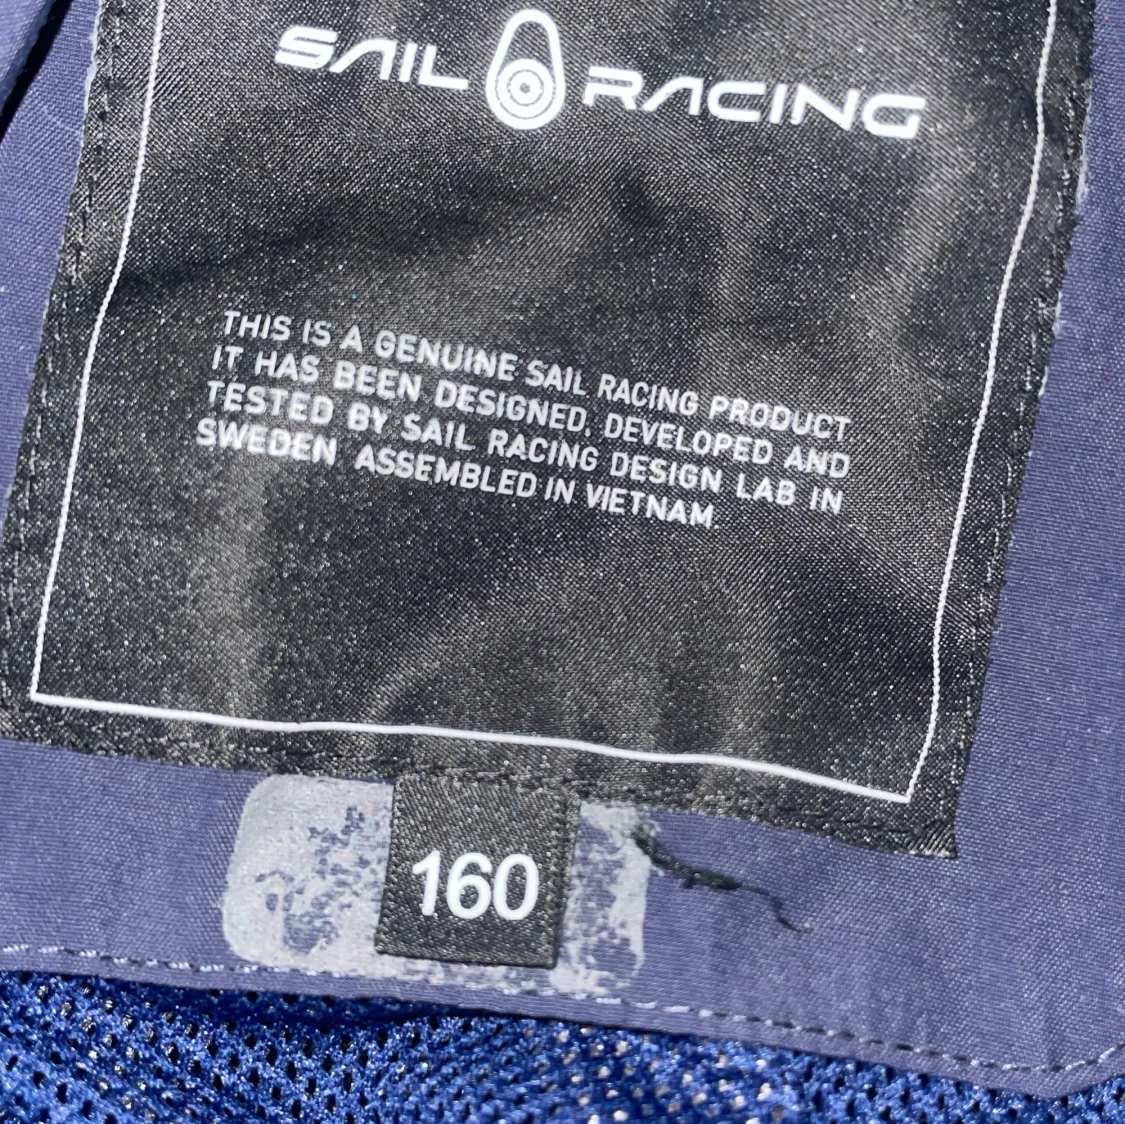 SAIL RACING
THIS IS A GENUINE SAIL RACING PRODUCT
IT HAS BEEN DESIGNED, DEVELOPED AND
TESTED BY SAIL RACING DESIGN LAB IN
SWEDEN ASSEMBLED IN VIETNAM.
160